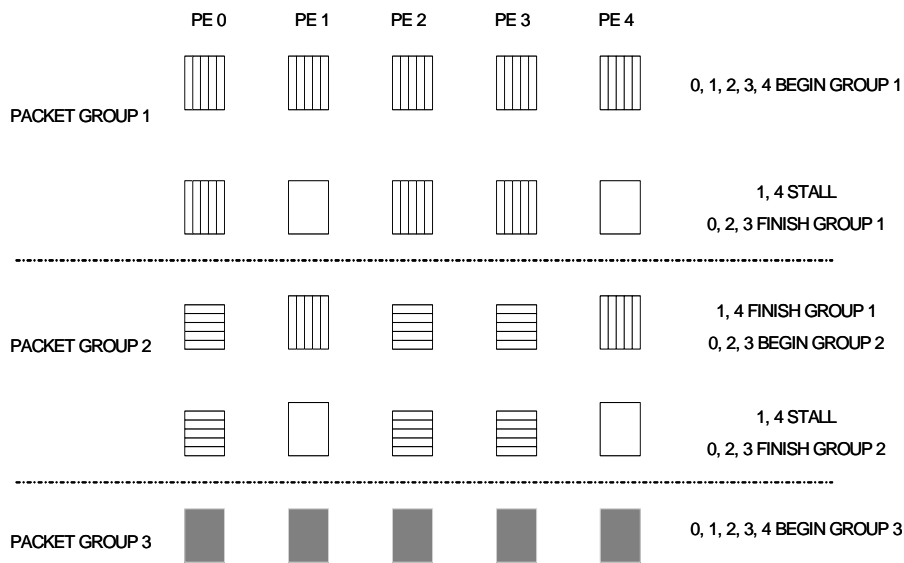 PE 0 PE 1 PE 2 PE 3 PE 4
0, 1, 2, 3, 4 BEGIN GROUP 1
PACKET GROUP 1
1, 4 STALL
0, 2, 3 FINISH GROUP 1
1, 4 FINISH GROUP 1
PACKET GROUP 2
0, 2, 3 BEGIN GROUP 2
1, 4 STALL
0, 2, 3 FINISH GROUP 2
0, 1, 2, 3, 4 BEGIN GROUP 3
PACKET GROUP 3